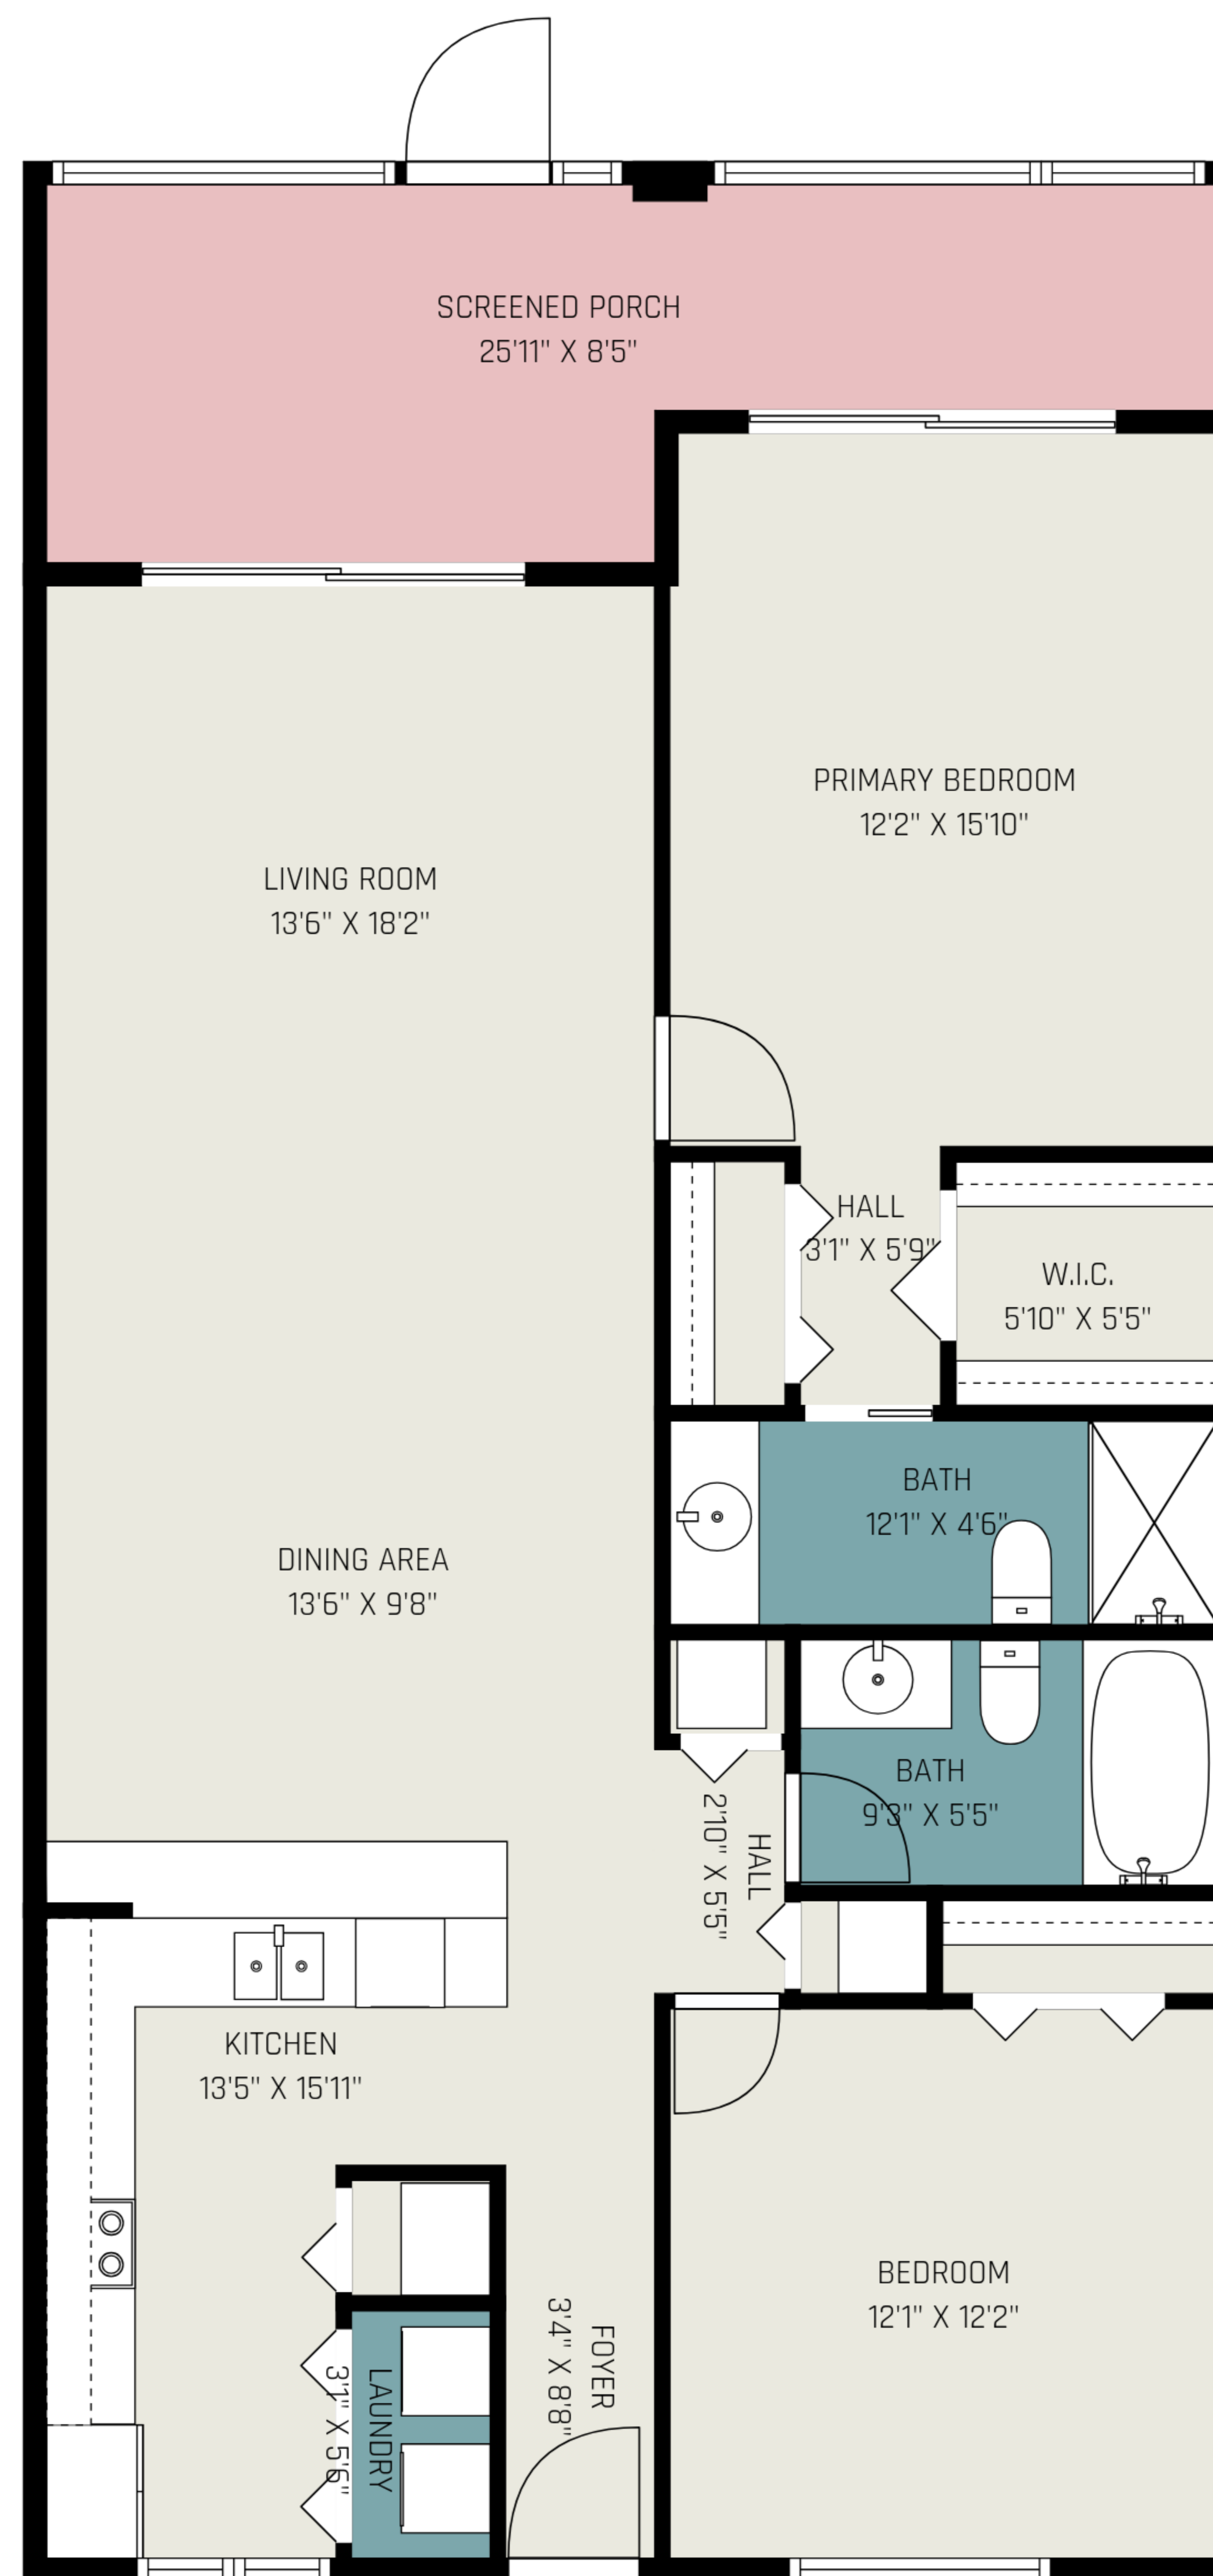 SCREENED PORCH
25'11" X 8'5"
PRIMARY BEDROOM
12'2" X 15'10"
LIVING ROOM
13'6" X 18'2"
HALL
3'1" X 5'9"
W.I.C.
5'10" X 5'5"
BATH
12'1" X 4'6"
DINING AREA
13'6" X 9'8"
BATH
9'3" X 5'5"
HALL
2'10" X 5'5"
KITCHEN
13'5" X 15'11"
BEDROOM
12'1" X 12'2"
FOYER
3'4" X 8'8"
LAUNDRY
3'1" X 5'6"